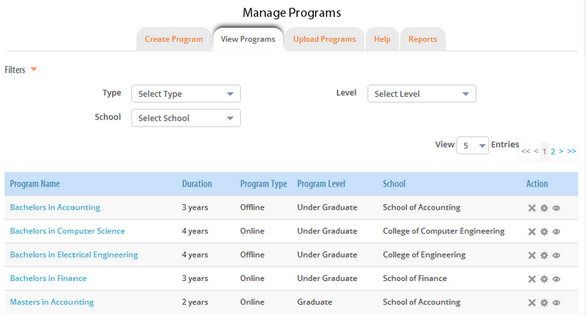 Manage Programs
Create Program View Programs Upload Programs Help Reports
Filters
Type Select Type Level Select Level
School Select School
View 5 Entries << < 1 2 > >>
Program Name Duration Program Type Program Level School Action
Bachelors in Accounting 3 years Offline Under Graduate School of Accounting
Bachelors in Computer Science 4 years Online Under Graduate College of Computer Engineering
Bachelors in Electrical Engineering 4 years Offline Under Graduate College of Engineering
Bachelors in Finance 3 years Online Under Graduate School of Finance
Masters in Accounting 2 years Online Graduate School of Accounting